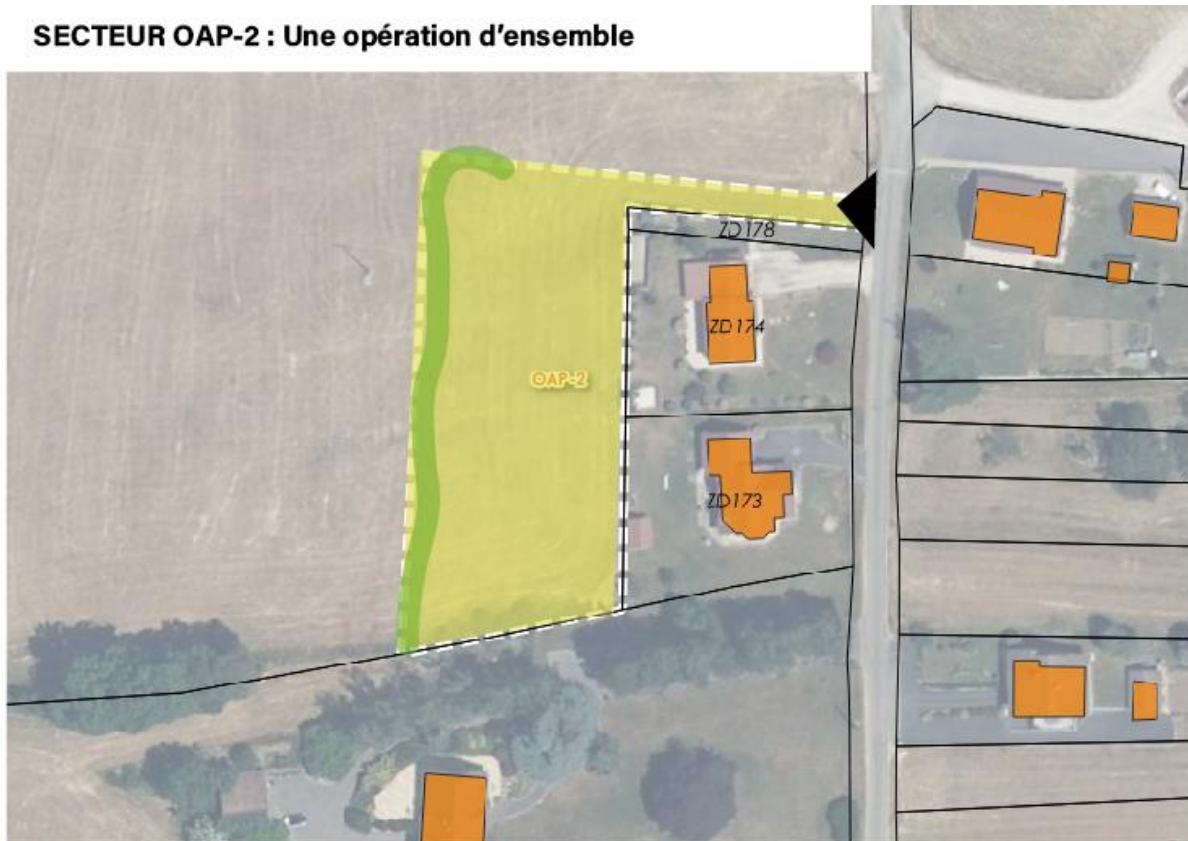 SECTEUR OAP-2 : Une opération d'ensemble
ZD178
ZD174
OAP-2
ZD173